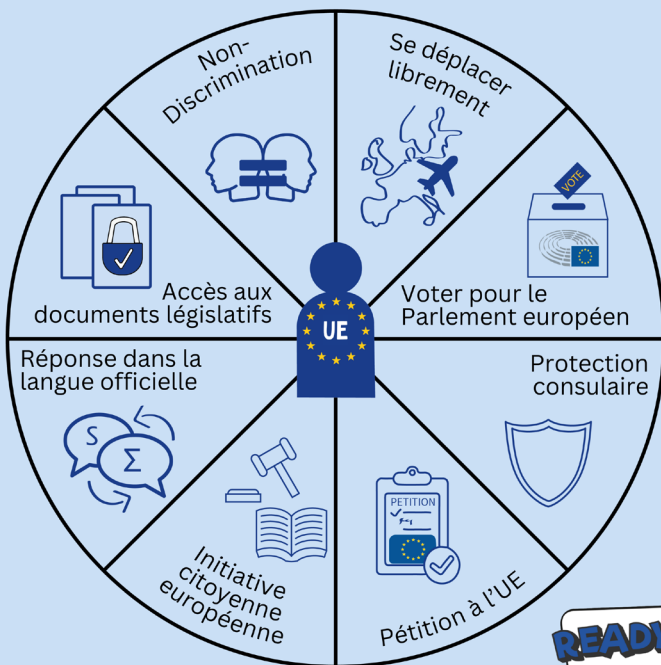 Non-
Discrimination
Se déplacer
librement
VOTE
Voter pour le
Parlement européen
Accès aux
documents législatifs
UE
Réponse dans la
langue officielle
S
Σ
Protection
consulaire
PETITION
Pétition à l'UE
Initiative
citoyenne
européenne
READY